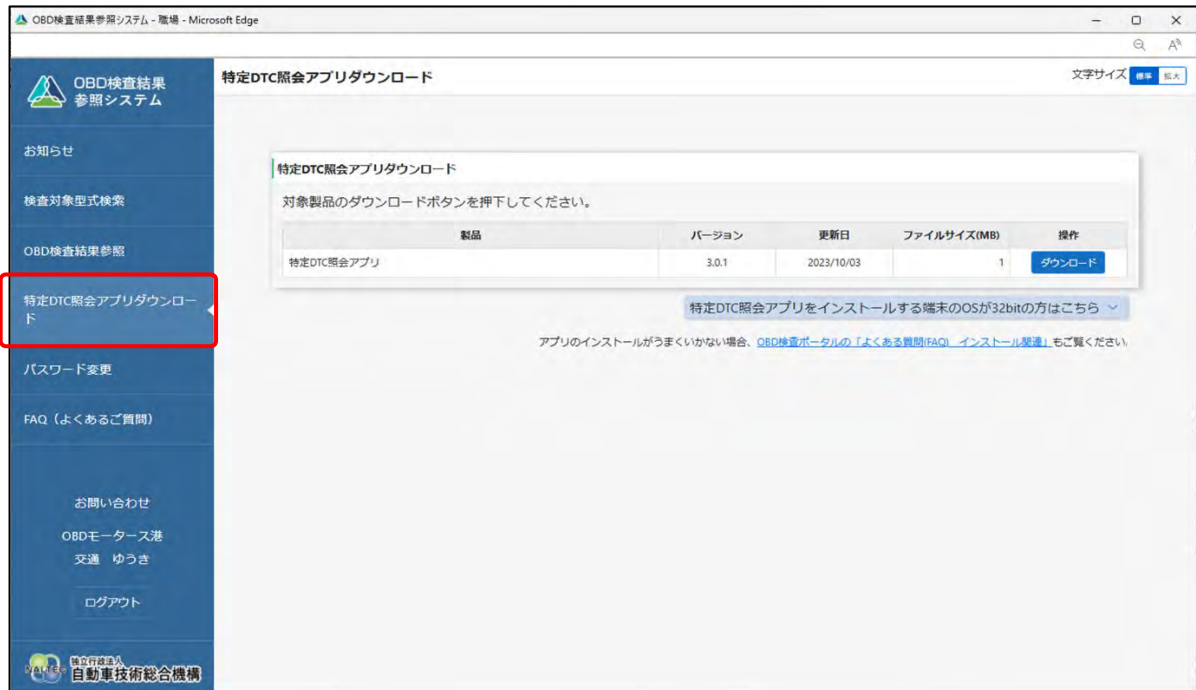 OBD検査結果参照システム - 職場 - Microsoft Edge
OBD検査結果
参照システム
お知らせ
検査対象型式検索
OBD検査結果参照
特定DTC照会アプリダウンロー
ド
パスワード変更
FAQ（よくあるご質問）
お問い合わせ
OBDモータース港
交通　ゆうき
ログアウト
NALTEC
独立行政法人
自動車技術総合機構
特定DTC照会アプリダウンロード
文字サイズ 標準 拡大
特定DTC照会アプリダウンロード
対象製品のダウンロードボタンを押下してください。
製品 バージョン 更新日 ファイルサイズ(MB) 操作
特定DTC照会アプリ 3.0.1 2023/10/03 1 ダウンロード
特定DTC照会アプリをインストールする端末のOSが32bitの方はこちら
アプリのインストールがうまくいかない場合、OBD検査ポータルの「よくある質問(FAQ)　インストール関連」もご覧ください。